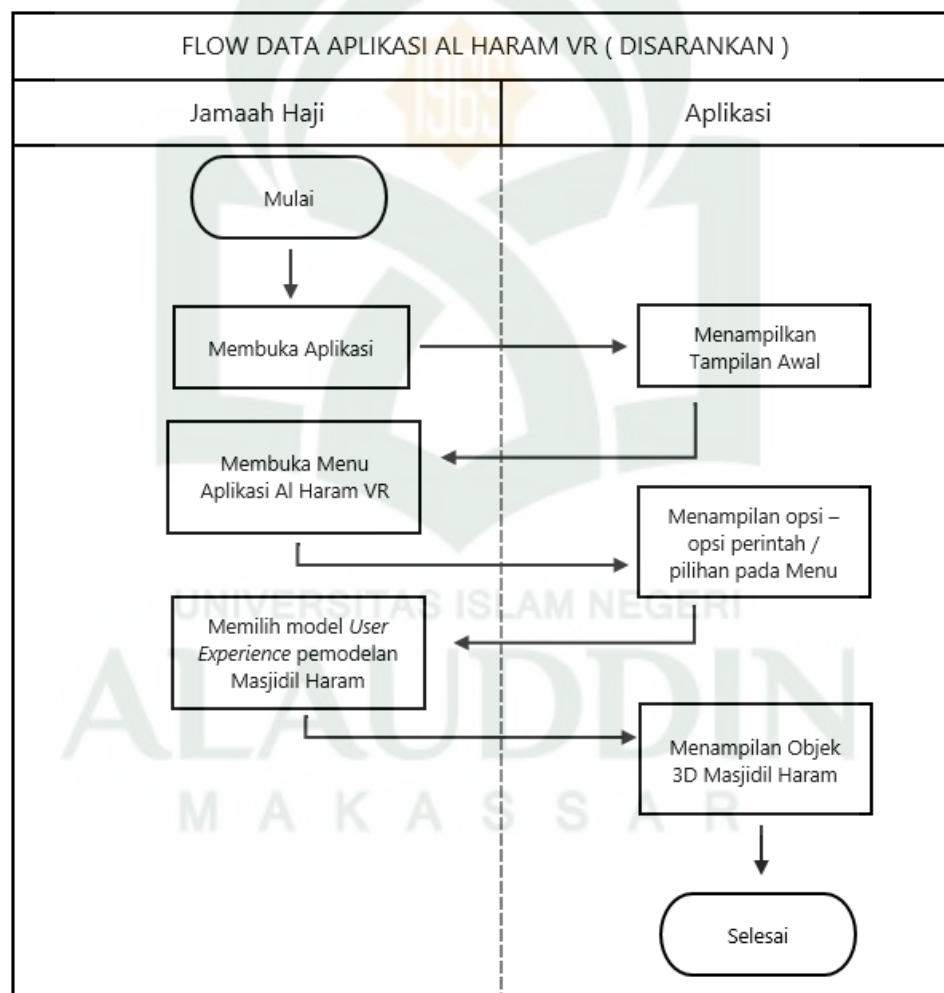 FLOW DATA APLIKASI AL HARAM VR ( DISARANKAN )
Jamaah Haji
Aplikasi
1965
Mulai
Membuka Aplikasi
Menampilkan
Tampilan Awal
Membuka Menu
Aplikasi Al Haram VR
Menampilan opsi –
opsi perintah /
pilihan pada Menu
UNIVERSITAS ISLAM NEGERI
Memilih model User
Experience pemodelan
Masjidil Haram
ALAUDDIN
Menampilan Objek
3D Masjidil Haram
MAKASSAR
Selesai